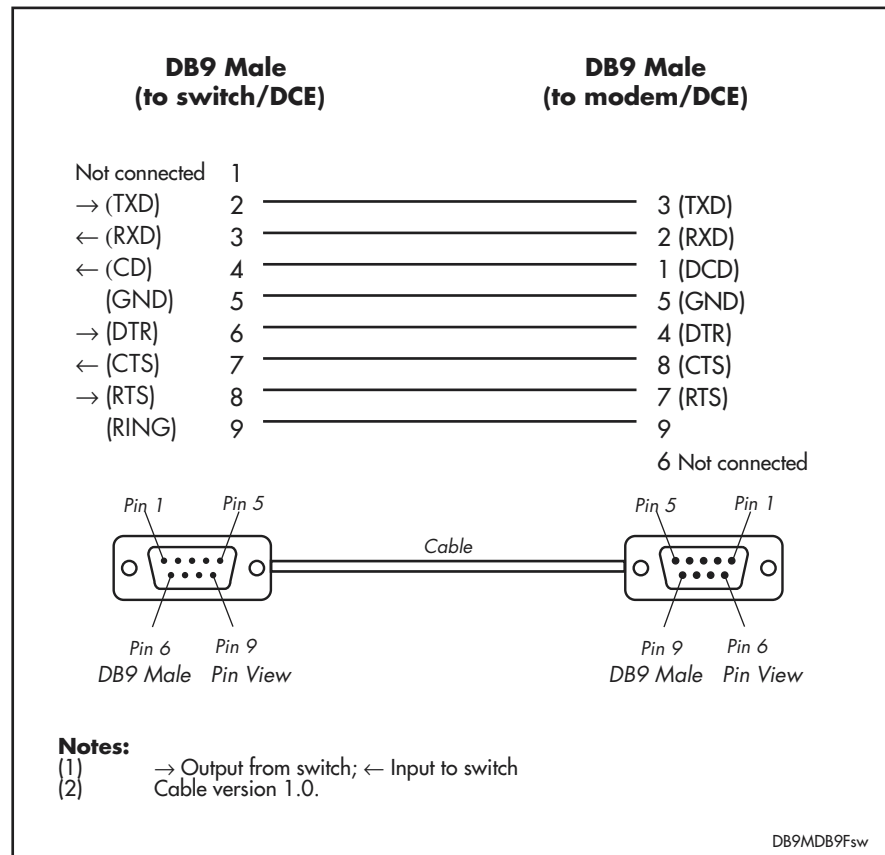 DB9 Male DB9 Male
(to switch/DCE) (to modem/DCE)
Not connected 1
→ (TXD) 2 3 (TXD)
← (RXD) 3 2 (RXD)
← (CD) 4 1 (DCD)
(GND) 5 5 (GND)
→ (DTR) 6 4 (DTR)
← (CTS) 7 8 (CTS)
→ (RTS) 8 7 (RTS)
(RING) 9 9
6 Not connected
Pin 1 Pin 5 Pin 5 Pin 1
Cable
Pin 6 Pin 9 Pin 9 Pin 6
DB9 Male Pin View DB9 Male Pin View
Notes:
(1) → Output from switch; ← Input to switch
(2) Cable version 1.0.
DB9MDB9Fsw